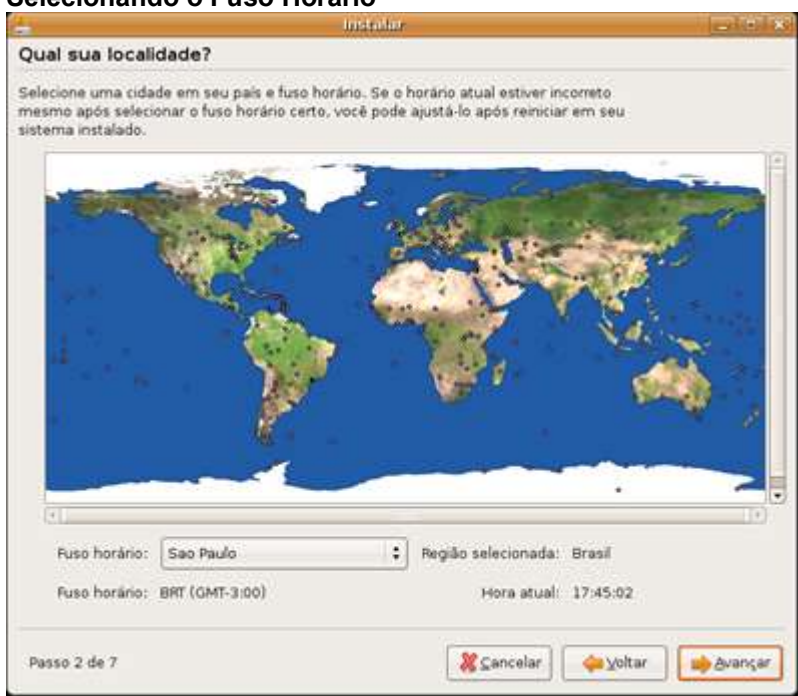 Selecionando o Fuso Horário
Instalar
Qual sua localidade?
Selecione uma cidade em seu país e fuso horário. Se o horário atual estiver incorreto
mesmo após selecionar o fuso horário certo, você pode ajustá-lo após reiniciar em seu
sistema instalado.
Fuso horário: Sao Paulo Região selecionada: Brasil
Fuso horário: BRT (GMT-3:00) Hora atual: 17:45:02
Passo 2 de 7 Cancelar Voltar Avançar